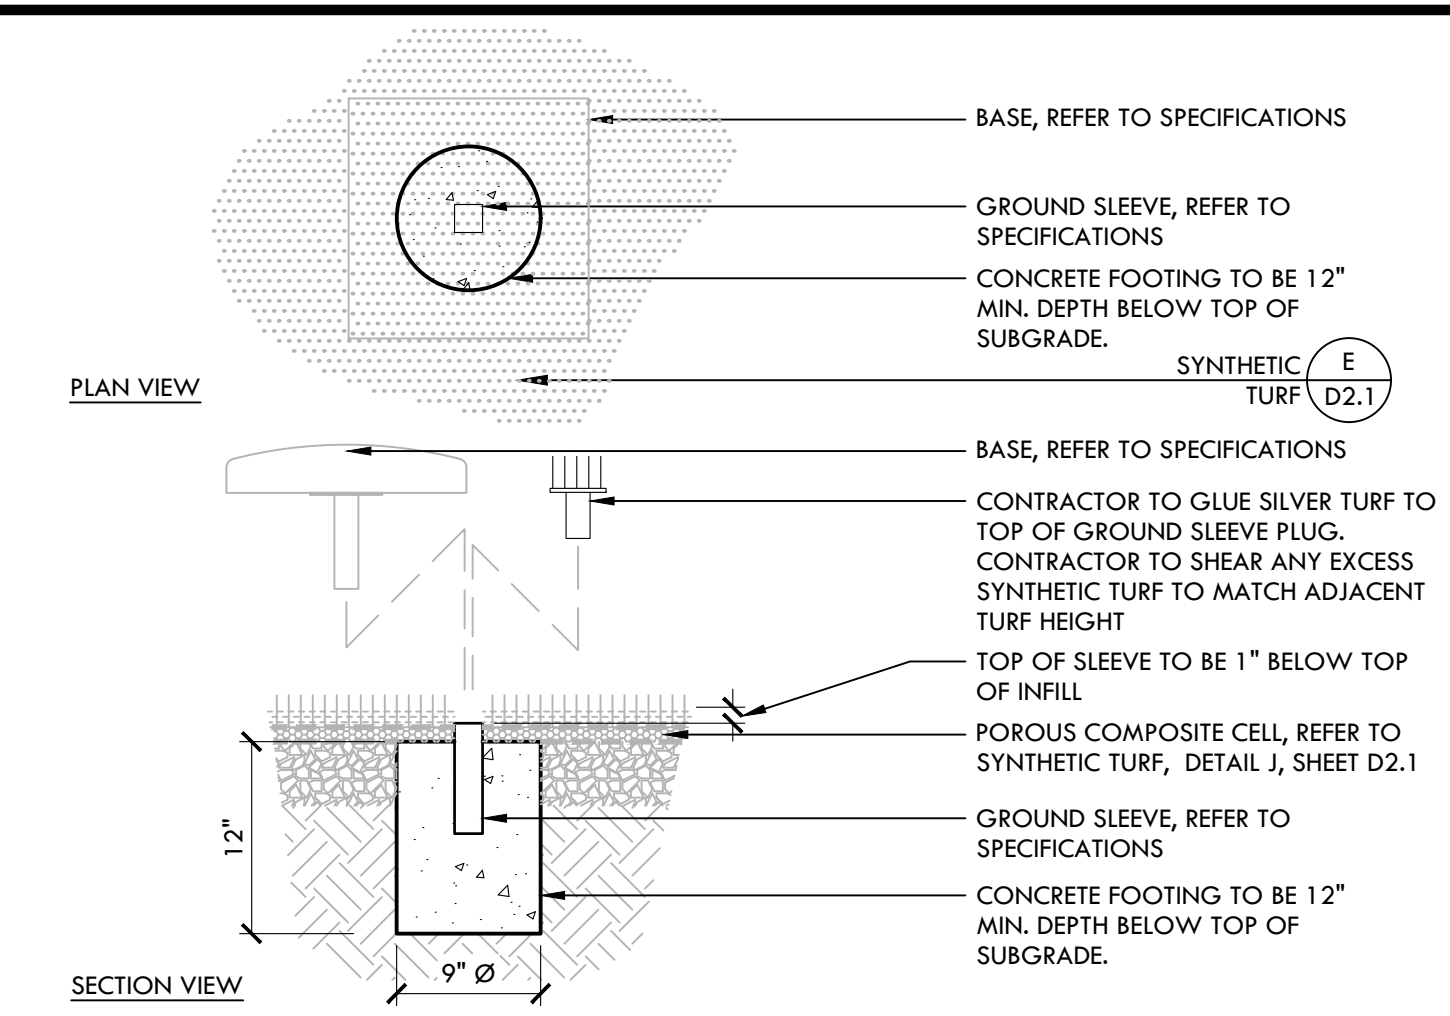 BASE, REFER TO SPECIFICATIONS
GROUND SLEEVE, REFER TO
SPECIFICATIONS
CONCRETE FOOTING TO BE 12"
MIN. DEPTH BELOW TOP OF
SUBGRADE.
SYNTHETIC
TURF
E
D2.1
PLAN VIEW
BASE, REFER TO SPECIFICATIONS
CONTRACTOR TO GLUE SILVER TURF TO
TOP OF GROUND SLEEVE PLUG.
CONTRACTOR TO SHEAR ANY EXCESS
SYNTHETIC TURF TO MATCH ADJACENT
TURF HEIGHT
TOP OF SLEEVE TO BE 1" BELOW TOP
OF INFILL
POROUS COMPOSITE CELL, REFER TO
SYNTHETIC TURF, DETAIL J, SHEET D2.1
GROUND SLEEVE, REFER TO
SPECIFICATIONS
CONCRETE FOOTING TO BE 12"
MIN. DEPTH BELOW TOP OF
SUBGRADE.
12"
9" Ø
SECTION VIEW